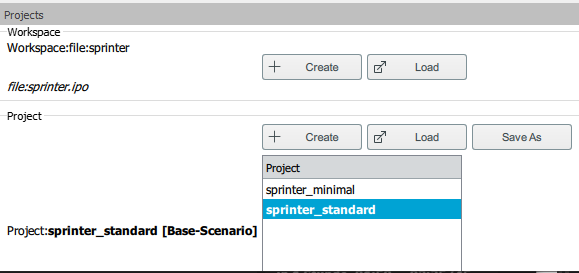 Projects
Workspace
Workspace:file:sprinter
Create
Load
file:sprinter.ipo
Project
Create
Load
Save As
Project
sprinter_minimal
sprinter_standard
Project:sprinter_standard [Base-Scenario]